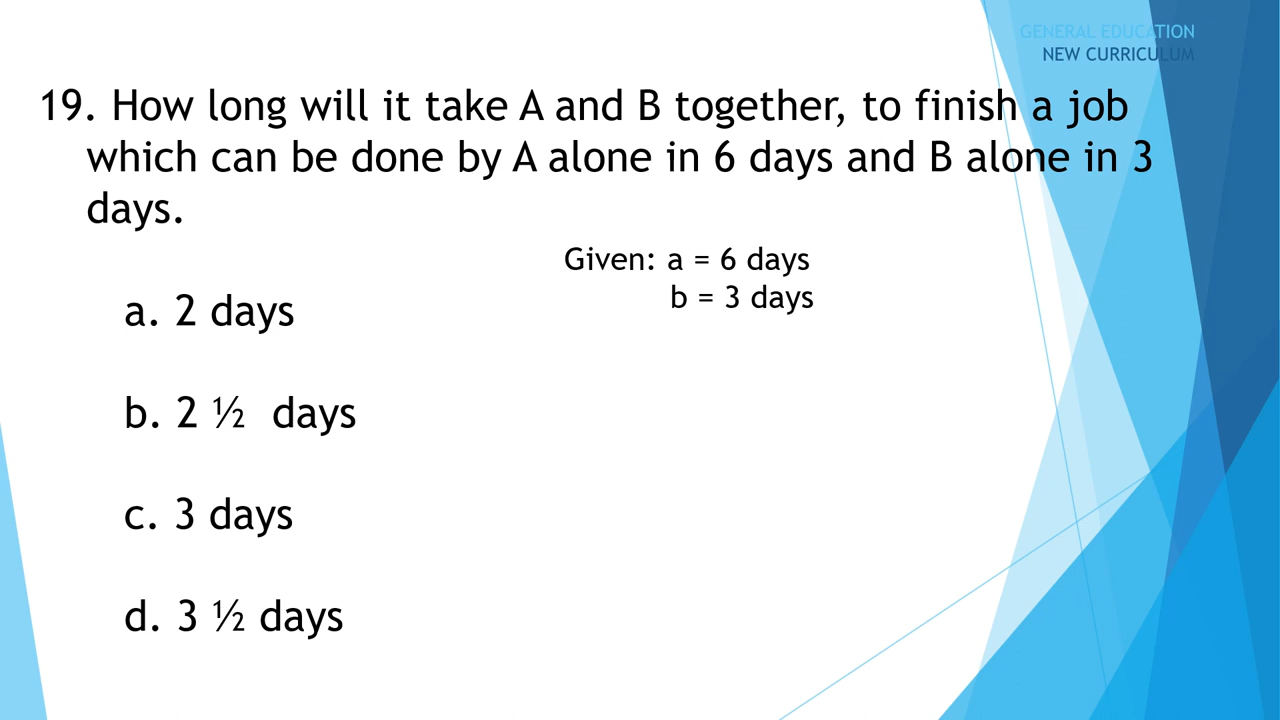 GENERAL EDUCATION
NEW CURRICULUM
19. How long will it take A and B together, to finish a job
which can be done by A alone in 6 days and B alone in 3
days.
Given: a = 6 days
b = 3 days
a. 2 days
b. 2 ½ days
c. 3 days
d. 3 ½ days